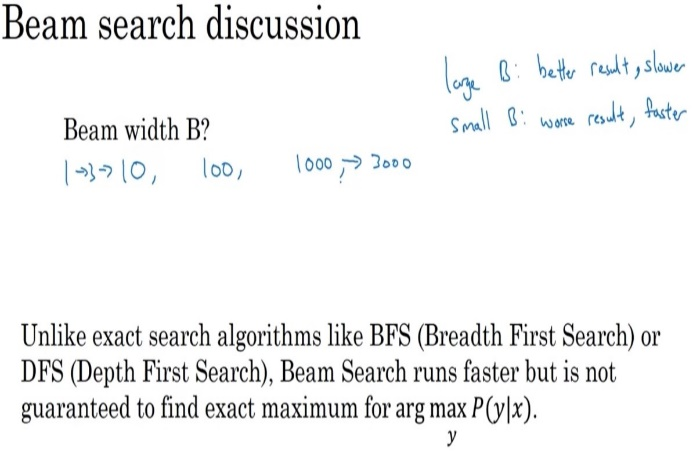 Beam search discussion
large B: better result, slower
small B: worse result, faster
Beam width B?
1→3→10, 100, 1000, → 3000
Unlike exact search algorithms like BFS (Breadth First Search) or
DFS (Depth First Search), Beam Search runs faster but is not
guaranteed to find exact maximum for arg max P(y|x).
y